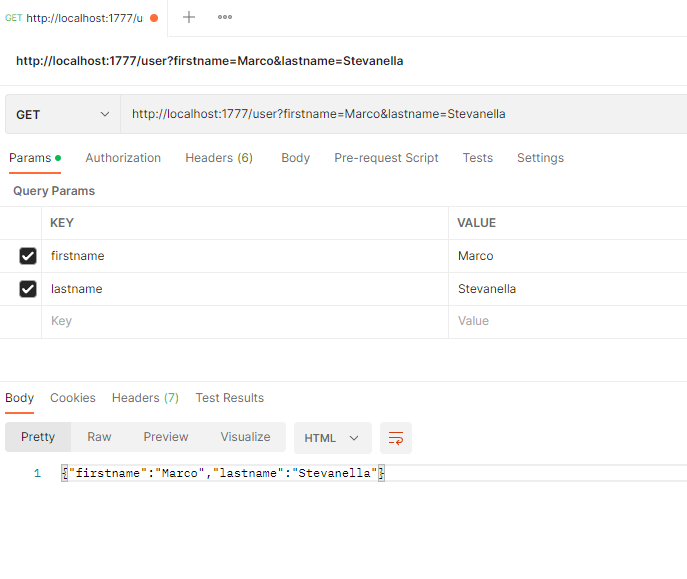 GET http://localhost:1777/u
http://localhost:1777/user?firstname=Marco&lastname=Stevanella
GET http://localhost:1777/user?firstname=Marco&lastname=Stevanella
Params Authorization Headers (6) Body Pre-request Script Tests Settings
Query Params
KEY VALUE
firstname Marco
lastname Stevanella
Key Value
Body Cookies Headers (7) Test Results
Pretty Raw Preview Visualize HTML
1 {"firstname":"Marco","lastname":"Stevanella"}